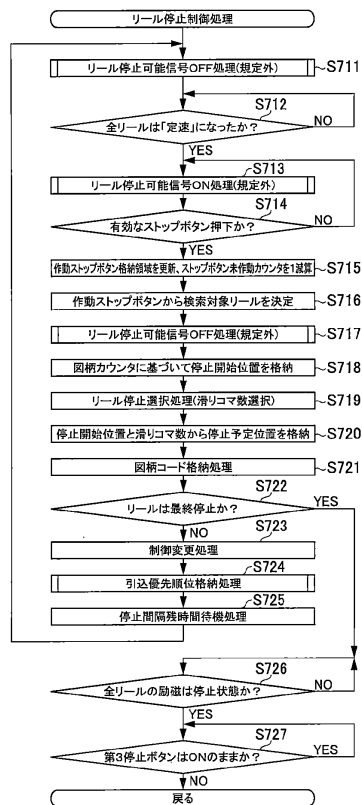 リール停止制御処理
リール停止可能信号OFF処理(規定外)
S711
S712
全リールは「定速」になったか?
NO
YES
S713
リール停止可能信号ON処理(規定外)
S714
有効なストップボタン押下か?
NO
YES
作動ストップボタン格納領域を更新、ストップボタン未作動カウンタを1減算
S715
作動ストップボタンから検索対象リールを決定
S716
リール停止可能信号OFF処理(規定外)
S717
図柄カウンタに基づいて停止開始位置を格納
S718
リール停止選択処理(滑りコマ数選択)
S719
停止開始位置と滑りコマ数から停止予定位置を格納
S720
図柄コード格納処理
S721
S722
リールは最終停止か?
YES
NO
S723
制御変更処理
S724
引込優先順位格納処理
S725
停止間隔残時間待機処理
S726
全リールの励磁は停止状態か?
NO
YES
S727
第3停止ボタンはONのままか?
YES
NO
戻る